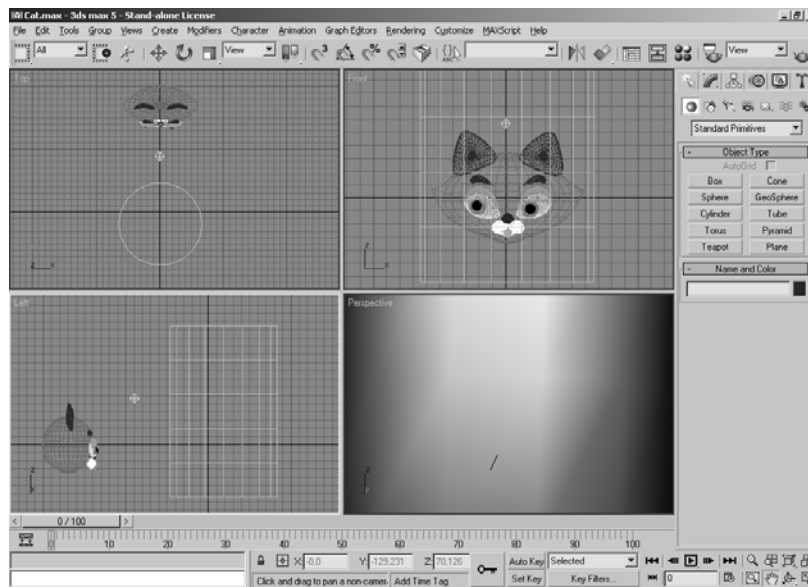 Cat.max - 3ds max 5 - Stand-alone License
File Edit Tools Group Views Create Modifiers Character Animation Graph Editors Rendering Customize MAXScript Help
All View View
Top
Front
Left
Perspective
Standard Primitives
- Object Type
AutoGrid
Box Cone
Sphere GeoSphere
Cylinder Tube
Torus Pyramid
Teapot Plane
- Name and Color
< 0 / 100 >
0 10 20 30 40 50 60 70 80 90 100
X: -0.0 Y: -129.231 Z: 70.126 Auto Key Selected
Click and drag to pan a non-camer Add Time Tag Set Key Key Filters... 0